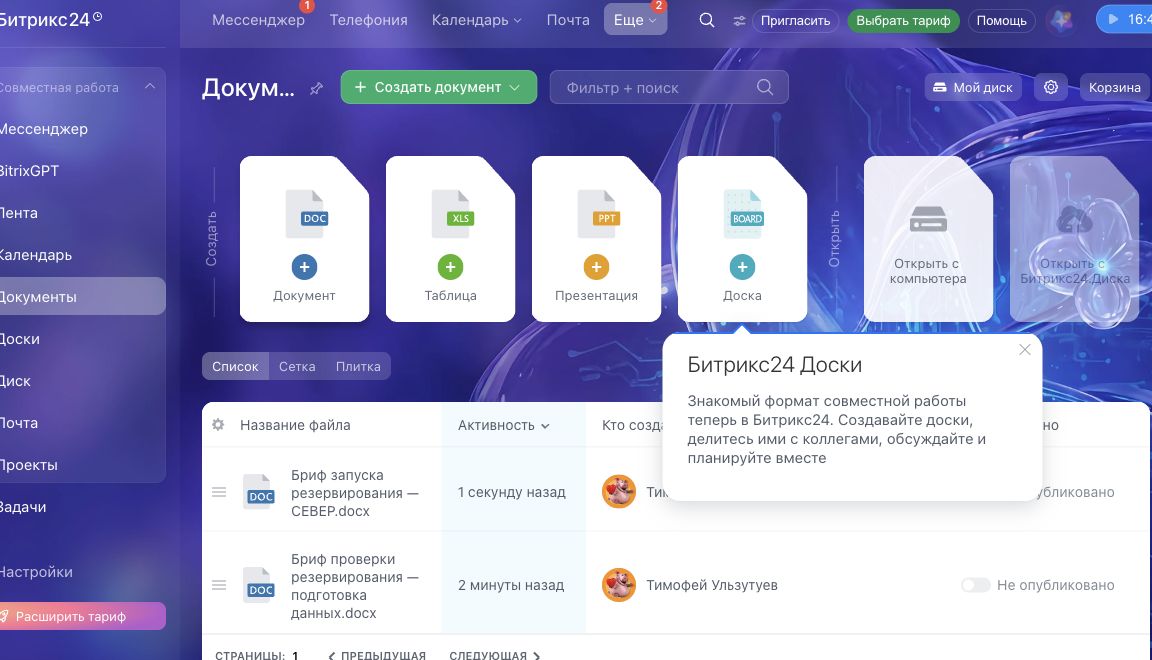 Битрикс24
Мессенджер 1
Телефония
Календарь
Почта
Еще 2
Пригласить
Выбрать тариф
Помощь
16:4
Совместная работа
Мессенджер
BitrixGPT
Лента
Календарь
Документы
Доски
Диск
Почта
Проекты
Задачи
Настройки
Расширить тариф
Докум...
+ Создать документ
Фильтр + поиск
Мой диск
Корзина
Создать
DOC
Документ
XLS
Таблица
PPT
Презентация
BOARD
Доска
Открыть
Открыть с
компьютера
Открыть с
Битрикс24.Диска
Битрикс24 Доски
Знакомый формат совместной работы
теперь в Битрикс24. Создавайте доски,
делитесь ими с коллегами, обсуждайте и
планируйте вместе
Список
Сетка
Плитка
Название файла
Активность
Кто созда
но
DOC
Бриф запуска
резервирования —
СЕВЕР.docx
1 секунду назад
Тим
убликовано
DOC
Бриф проверки
резервирования —
подготовка
данных.docx
2 минуты назад
Тимофей Ульзутуев
Не опубликовано
СТРАНИЦЫ: 1
ПРЕДЫДУЩАЯ
СЛЕДУЮЩАЯ